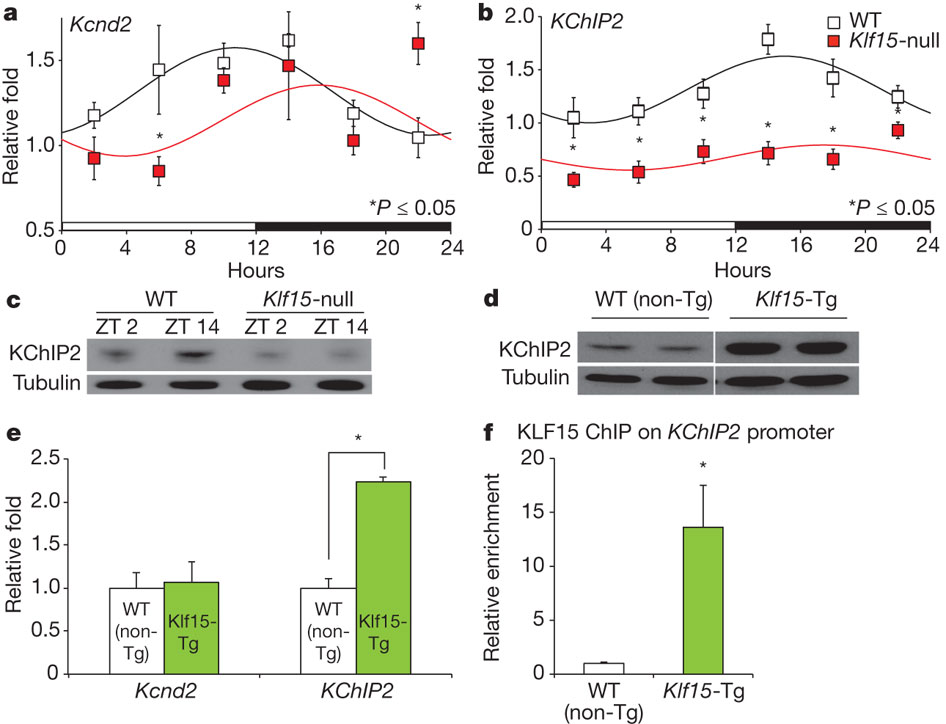 a
Kcnd2
*
1.5
*
1.0
0.5
Relative fold
*P ≤ 0.05
0 4 8 12 16 20 24
Hours
b
KChIP2
WT
Klf15-null
2.0
1.5
1.0
0.5
0
Relative fold
* * * * * *
*P ≤ 0.05
0 4 8 12 16 20 24
Hours
c
WT Klf15-null
ZT 2 ZT 14 ZT 2 ZT 14
KChIP2
Tubulin
d
WT (non-Tg) Klf15-Tg
KChIP2
Tubulin
e
2.5
2.0
1.5
1.0
0.5
0
Relative fold
*
WT
(non-
Tg)
Klf15-
Tg
WT
(non-
Tg)
Klf15-
Tg
Kcnd2 KChIP2
f KLF15 ChIP on KChIP2 promoter
20
15
10
5
0
Relative enrichment
*
WT
(non-Tg)
Klf15-Tg